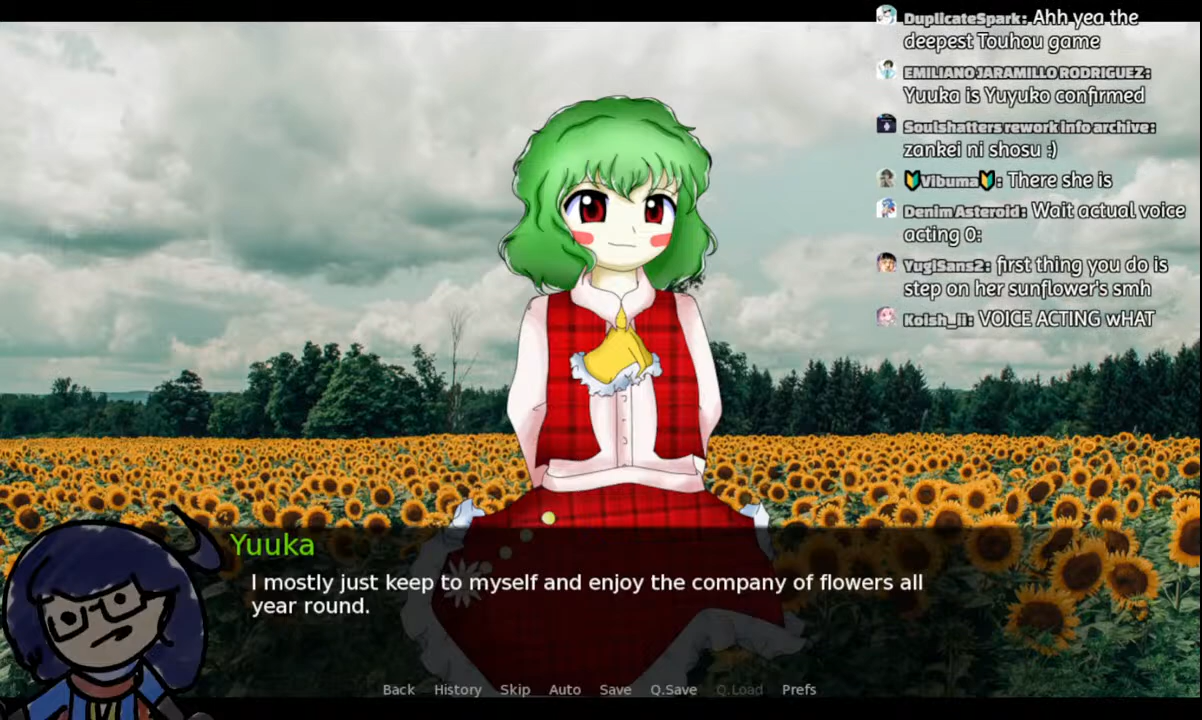 DuplicateSpark: Ahh yea the
deepest Touhou game
EMILIANO JARAMILLO RODRIGUEZ:
Yuuka is Yuyuko confirmed
Soulshatters rework info archive:
zankei ni shosu :)
Vibuma: There she is
Denim Asteroid: Wait actual voice
acting O:
YugiSans2: first thing you do is
step on her sunflower's smh
Koish_ii: VOICE ACTING wHAT
Yuuka
I mostly just keep to myself and enjoy the company of flowers all
year round.
Back History Skip Auto Save Q.Save Q.Load Prefs